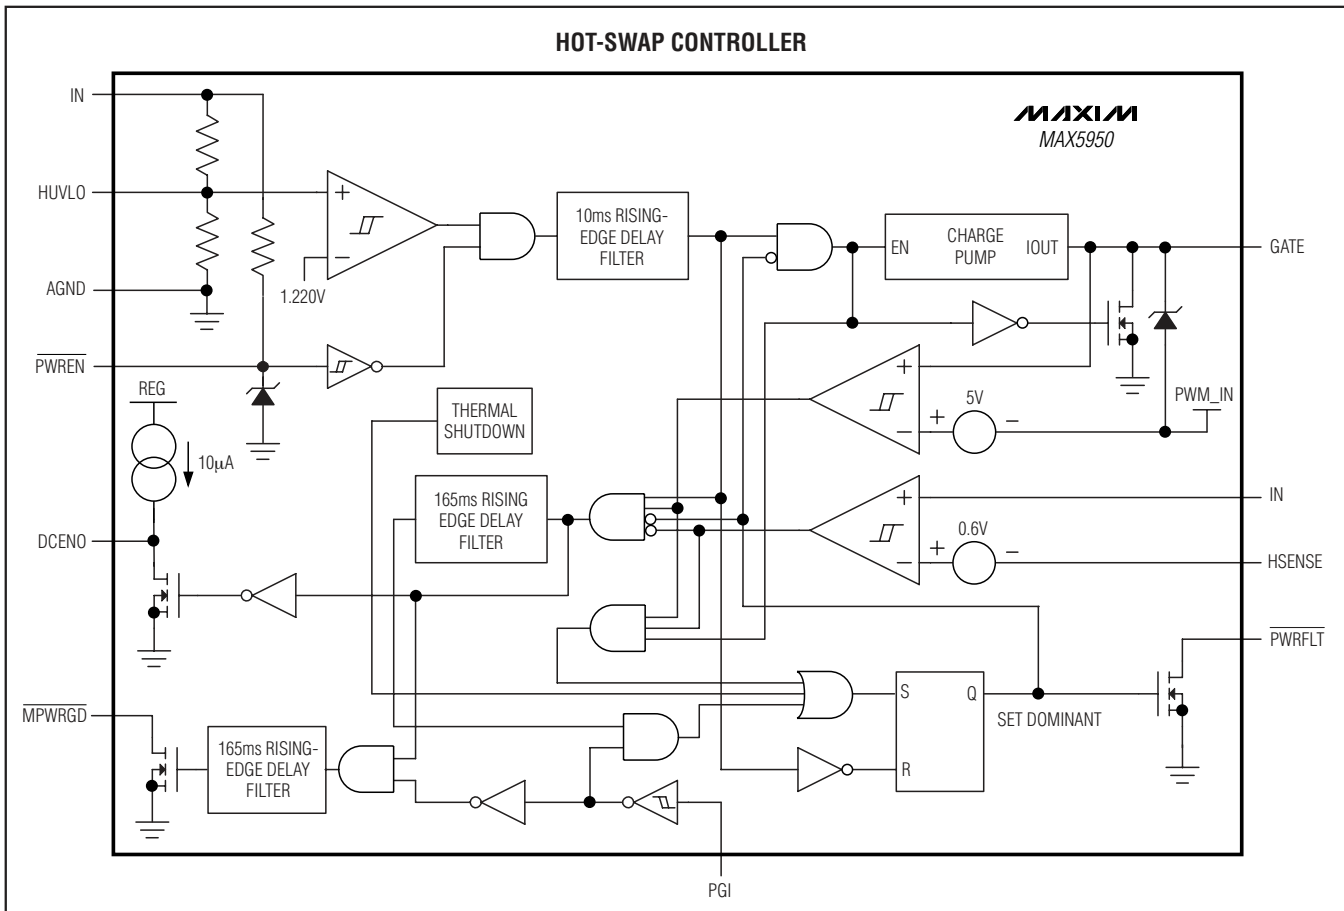 HOT-SWAP CONTROLLER
MAXIM
MAX5950
IN
HUVLO
AGND
PWREN
+
−
1.220V
10ms RISING-
EDGE DELAY
FILTER
EN
CHARGE
PUMP
IOUT
GATE
REG
10µA
THERMAL
SHUTDOWN
+
−
+
5V
−
PWM_IN
DCENO
165ms RISING
EDGE DELAY
FILTER
+
−
+
0.6V
−
IN
HSENSE
PWRFLT
MPWRGD
165ms RISING-
EDGE DELAY
FILTER
S
Q
R
SET DOMINANT
PGI